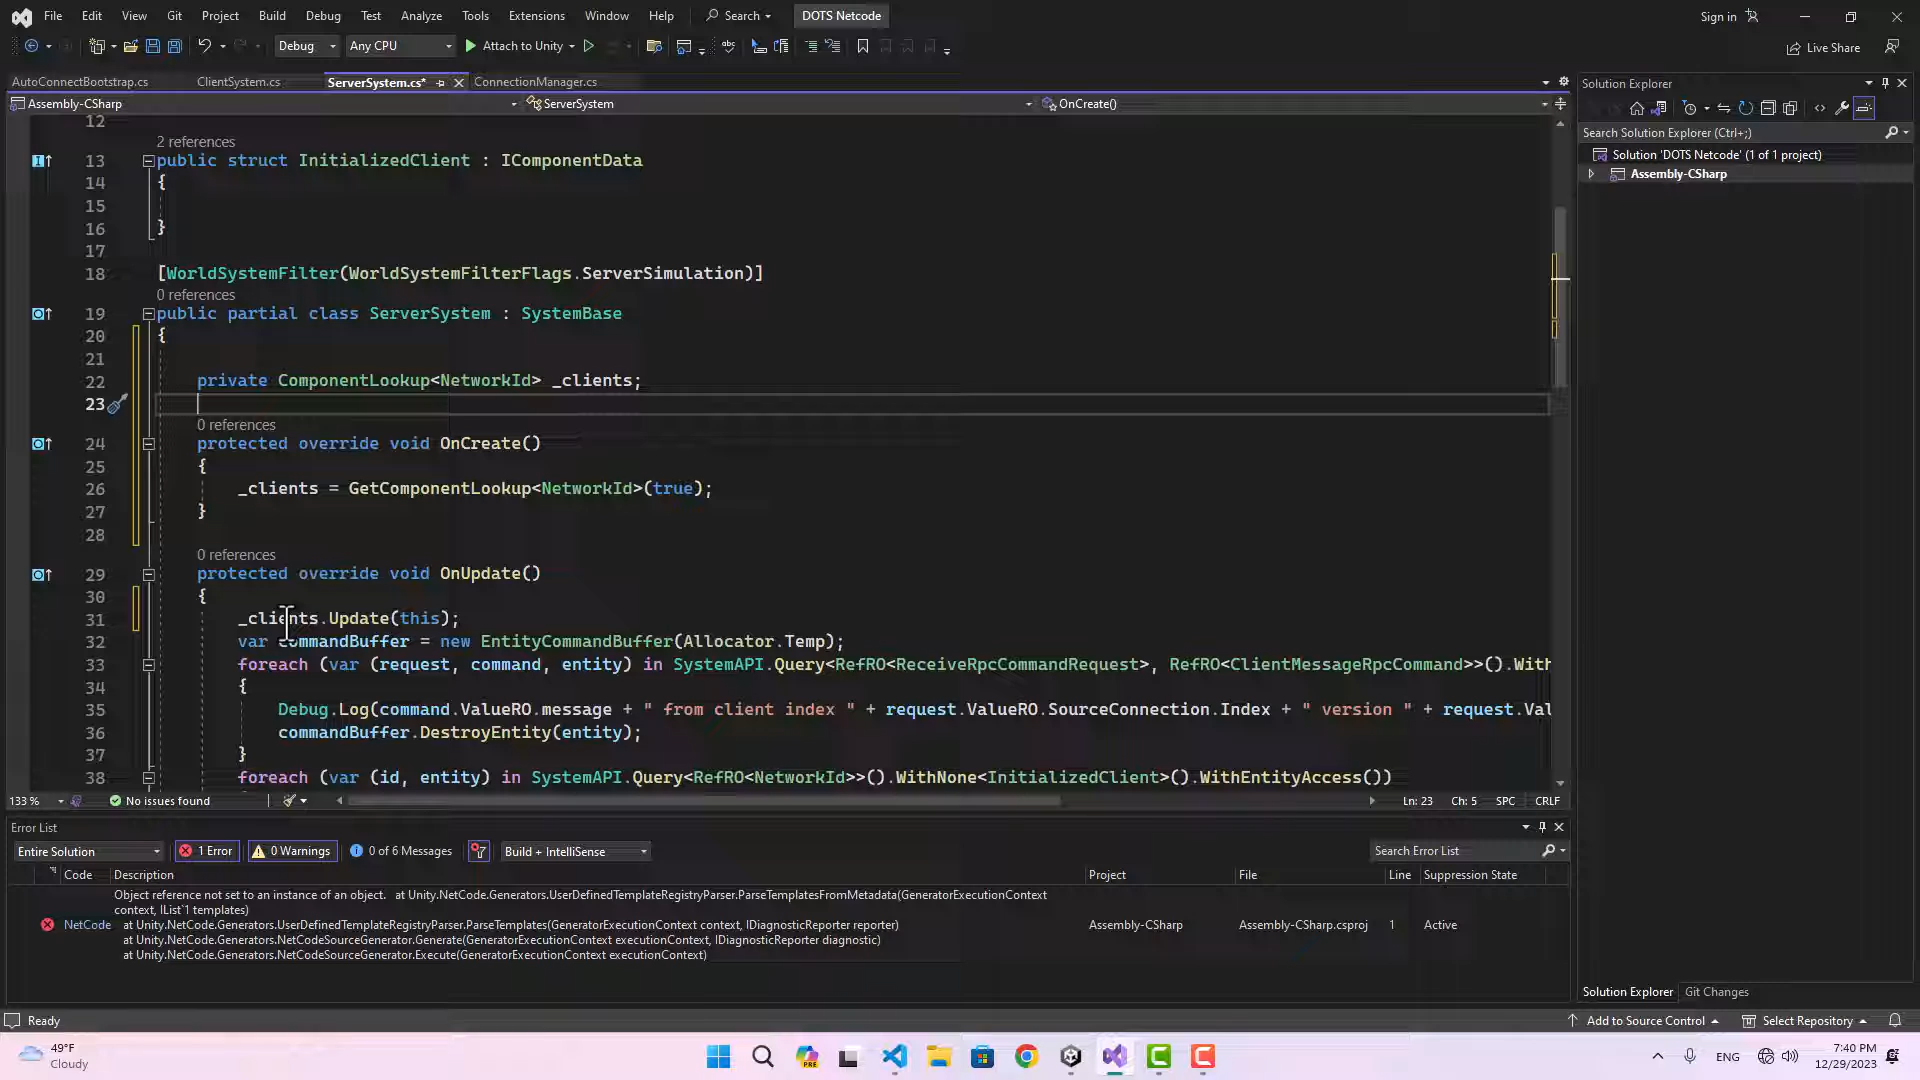 File Edit View Git Project Build Debug Test Analyze Tools Extensions Window Help Search DOTS Netcode Sign in
Debug Any CPU Attach to Unity Live Share
AutoConnectBootstrap.cs ClientSystem.cs ServerSystem.cs* ConnectionManager.cs
Assembly-CSharp ServerSystem OnCreate()
12
2 references
13 public struct InitializedClient : IComponentData
14 {
15
16 }
17
18 [WorldSystemFilter(WorldSystemFilterFlags.ServerSimulation)]
0 references
19 public partial class ServerSystem : SystemBase
20 {
21
22 private ComponentLookup<NetworkId> _clients;
23
0 references
24 protected override void OnCreate()
25 {
26 _clients = GetComponentLookup<NetworkId>(true);
27 }
28
0 references
29 protected override void OnUpdate()
30 {
31 _clients.Update(this);
32 var commandBuffer = new EntityCommandBuffer(Allocator.Temp);
33 foreach (var (request, command, entity) in SystemAPI.Query<RefRO<ReceiveRpcCommandRequest>, RefRO<ClientMessageRpcCommand>>().With
34 {
35 Debug.Log(command.ValueRO.message + " from client index " + request.ValueRO.SourceConnection.Index + " version " + request.Val
36 commandBuffer.DestroyEntity(entity);
37 }
38 foreach (var (id, entity) in SystemAPI.Query<RefRO<NetworkId>>().WithNone<InitializedClient>().WithEntityAccess())
133 % No issues found Ln: 23 Ch: 5 SPC CRLF
Error List
Entire Solution 1 Error 0 Warnings 0 of 6 Messages Build + IntelliSense Search Error List
Code Description Project File Line Suppression State
Object reference not set to an instance of an object. at Unity.NetCode.Generators.UserDefinedTemplateRegistryParser.ParseTemplatesFromMetadata(GeneratorExecutionContext
context, IList`1 templates)
NetCode at Unity.NetCode.Generators.UserDefinedTemplateRegistryParser.ParseTemplates(GeneratorExecutionContext context, IDiagnosticReporter reporter) Assembly-CSharp Assembly-CSharp.csproj 1 Active
at Unity.NetCode.Generators.NetCodeSourceGenerator.Generate(GeneratorExecutionContext executionContext, IDiagnosticReporter diagnostic)
at Unity.NetCode.Generators.NetCodeSourceGenerator.Execute(GeneratorExecutionContext executionContext)
Solution Explorer
Search Solution Explorer (Ctrl+;)
Solution 'DOTS Netcode' (1 of 1 project)
Assembly-CSharp
Solution Explorer Git Changes
Ready Add to Source Control Select Repository
49°F
Cloudy
PRE
ENG
7:40 PM
12/29/2023